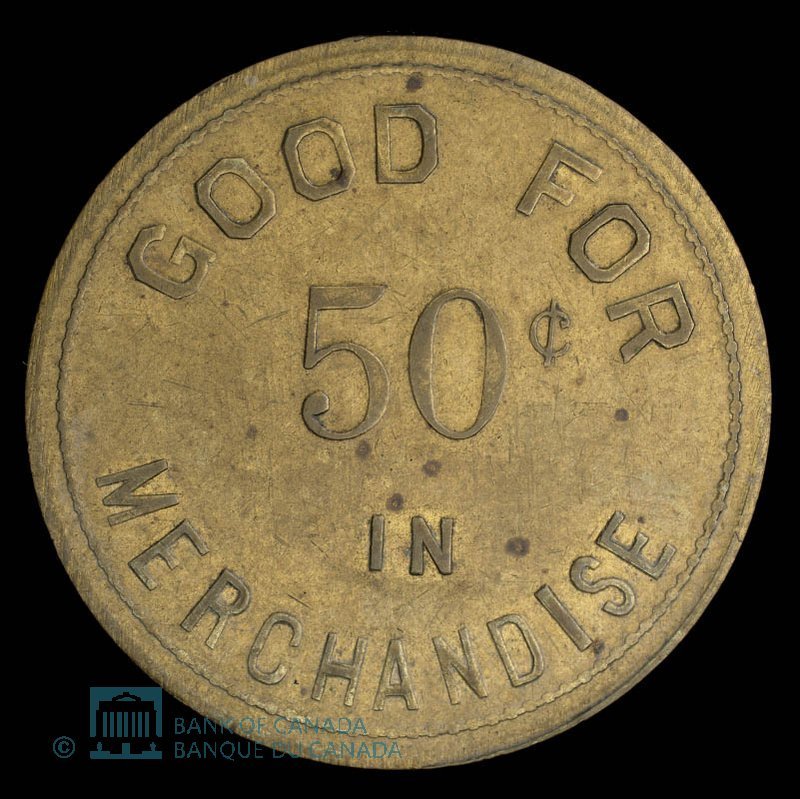 GOOD FOR
50¢
IN
MERCHANDISE
© BANK OF CANADA
BANQUE DU CANADA